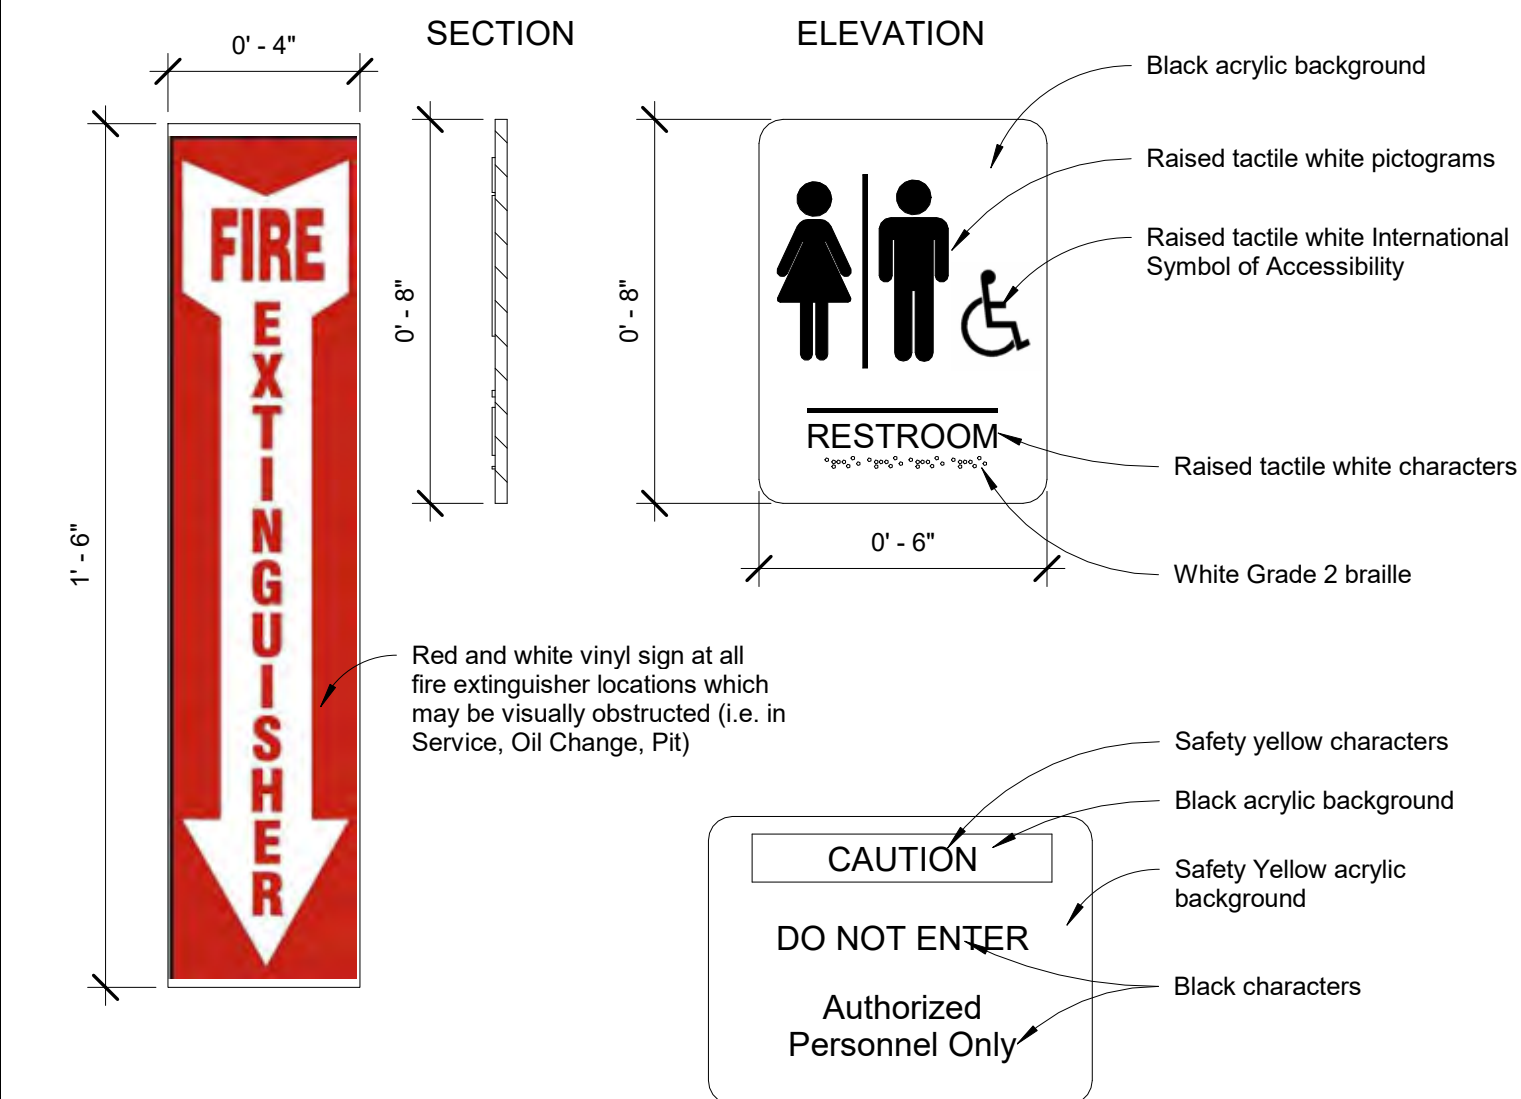 SECTION
ELEVATION
0' - 4"
1' - 6"
FIRE
EXTINGUISHER
Red and white vinyl sign at all
fire extinguisher locations which
may be visually obstructed (i.e. in
Service, Oil Change, Pit)
0' - 8"
0' - 8"
0' - 6"
RESTROOM
Black acrylic background
Raised tactile white pictograms
Raised tactile white International
Symbol of Accessibility
Raised tactile white characters
White Grade 2 braille
CAUTION
DO NOT ENTER
Authorized
Personnel Only
Safety yellow characters
Black acrylic background
Safety Yellow acrylic
background
Black characters